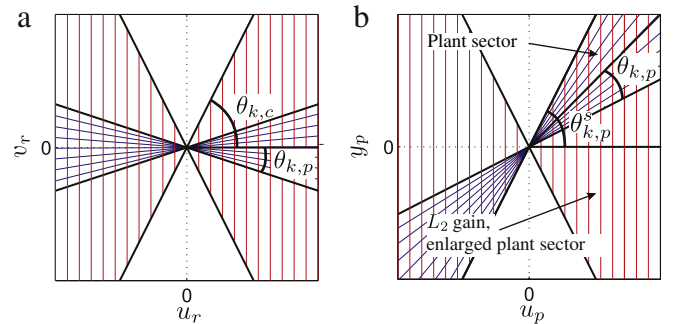 a
θ_{k,c}
θ_{k,p}
v_r
0
0
u_r
b
Plant sector
θ_{k,p}
θ^s_{k,p}
y_p
0
L_2 gain,
enlarged plant sector
0
u_p